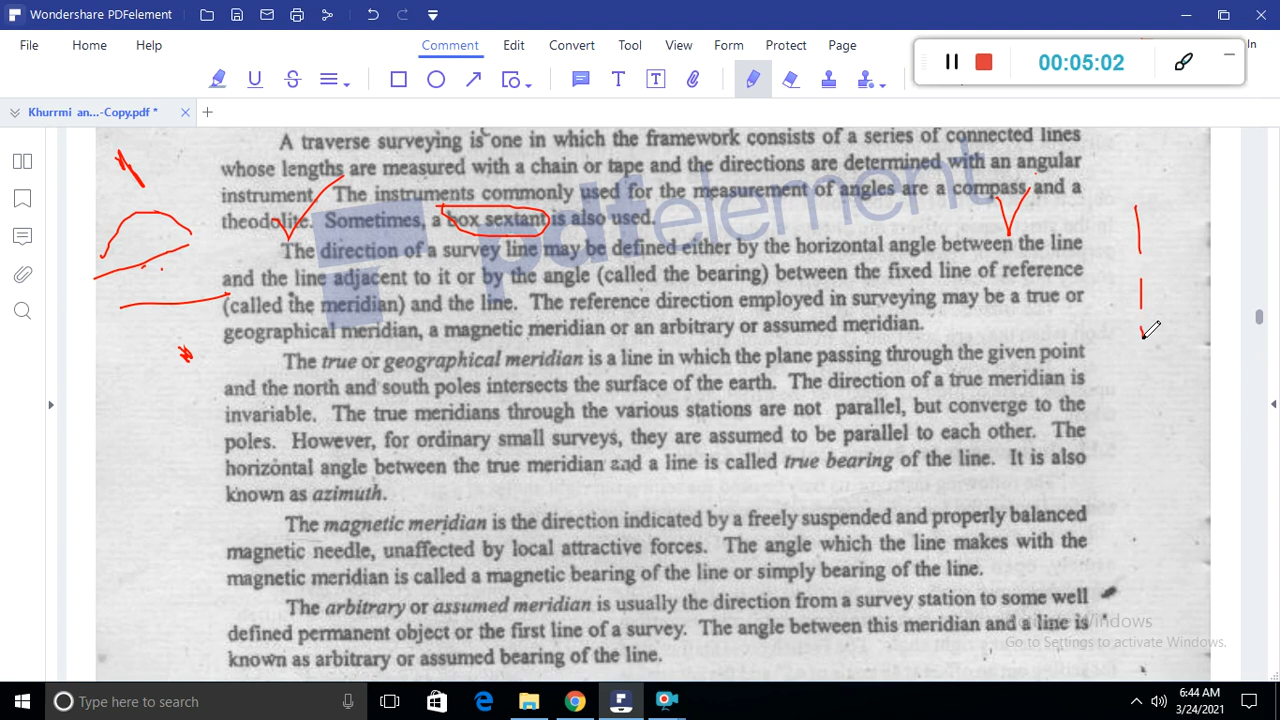 Wondershare PDFelement
File Home Help Comment Edit Convert Tool View Form Protect Page In
00:05:02
Khurrmi an...-Copy.pdf *
A traverse surveying is one in which the framework consists of a series of connected lines
whose lengths are measured with a chain or tape and the directions are determined with an angular
instrument The instruments commonly used for the measurement of angles are a compass and a
theodolite. Sometimes, a box sextant is also used.
The direction of a survey line may be defined either by the horizontal angle between the line
and the line adjacent to it or by the angle (called the bearing) between the fixed line of reference
(called the meridian) and the line. The reference direction employed in surveying may be a true or
geographical meridian, a magnetic meridian or an arbitrary or assumed meridian.
The true or geographical meridian is a line in which the plane passing through the given point
and the north and south poles intersects the surface of the earth. The direction of a true meridian is
invariable. The true meridians through the various stations are not parallel, but converge to the
poles. However, for ordinary small surveys, they are assumed to be parallel to each other. The
horizontal angle between the true meridian and a line is called true bearing of the line. It is also
known as azimuth.
The magnetic meridian is the direction indicated by a freely suspended and properly balanced
magnetic needle, unaffected by local attractive forces. The angle which the line makes with the
magnetic meridian is called a magnetic bearing of the line or simply bearing of the line.
The arbitrary or assumed meridian is usually the direction from a survey station to some well
defined permanent object or the first line of a survey. The angle between this meridian and a line is
known as arbitrary or assumed bearing of the line.
pdfelement
Windows
Go to Settings to activate Windows.
Type here to search
6:44 AM
3/24/2021